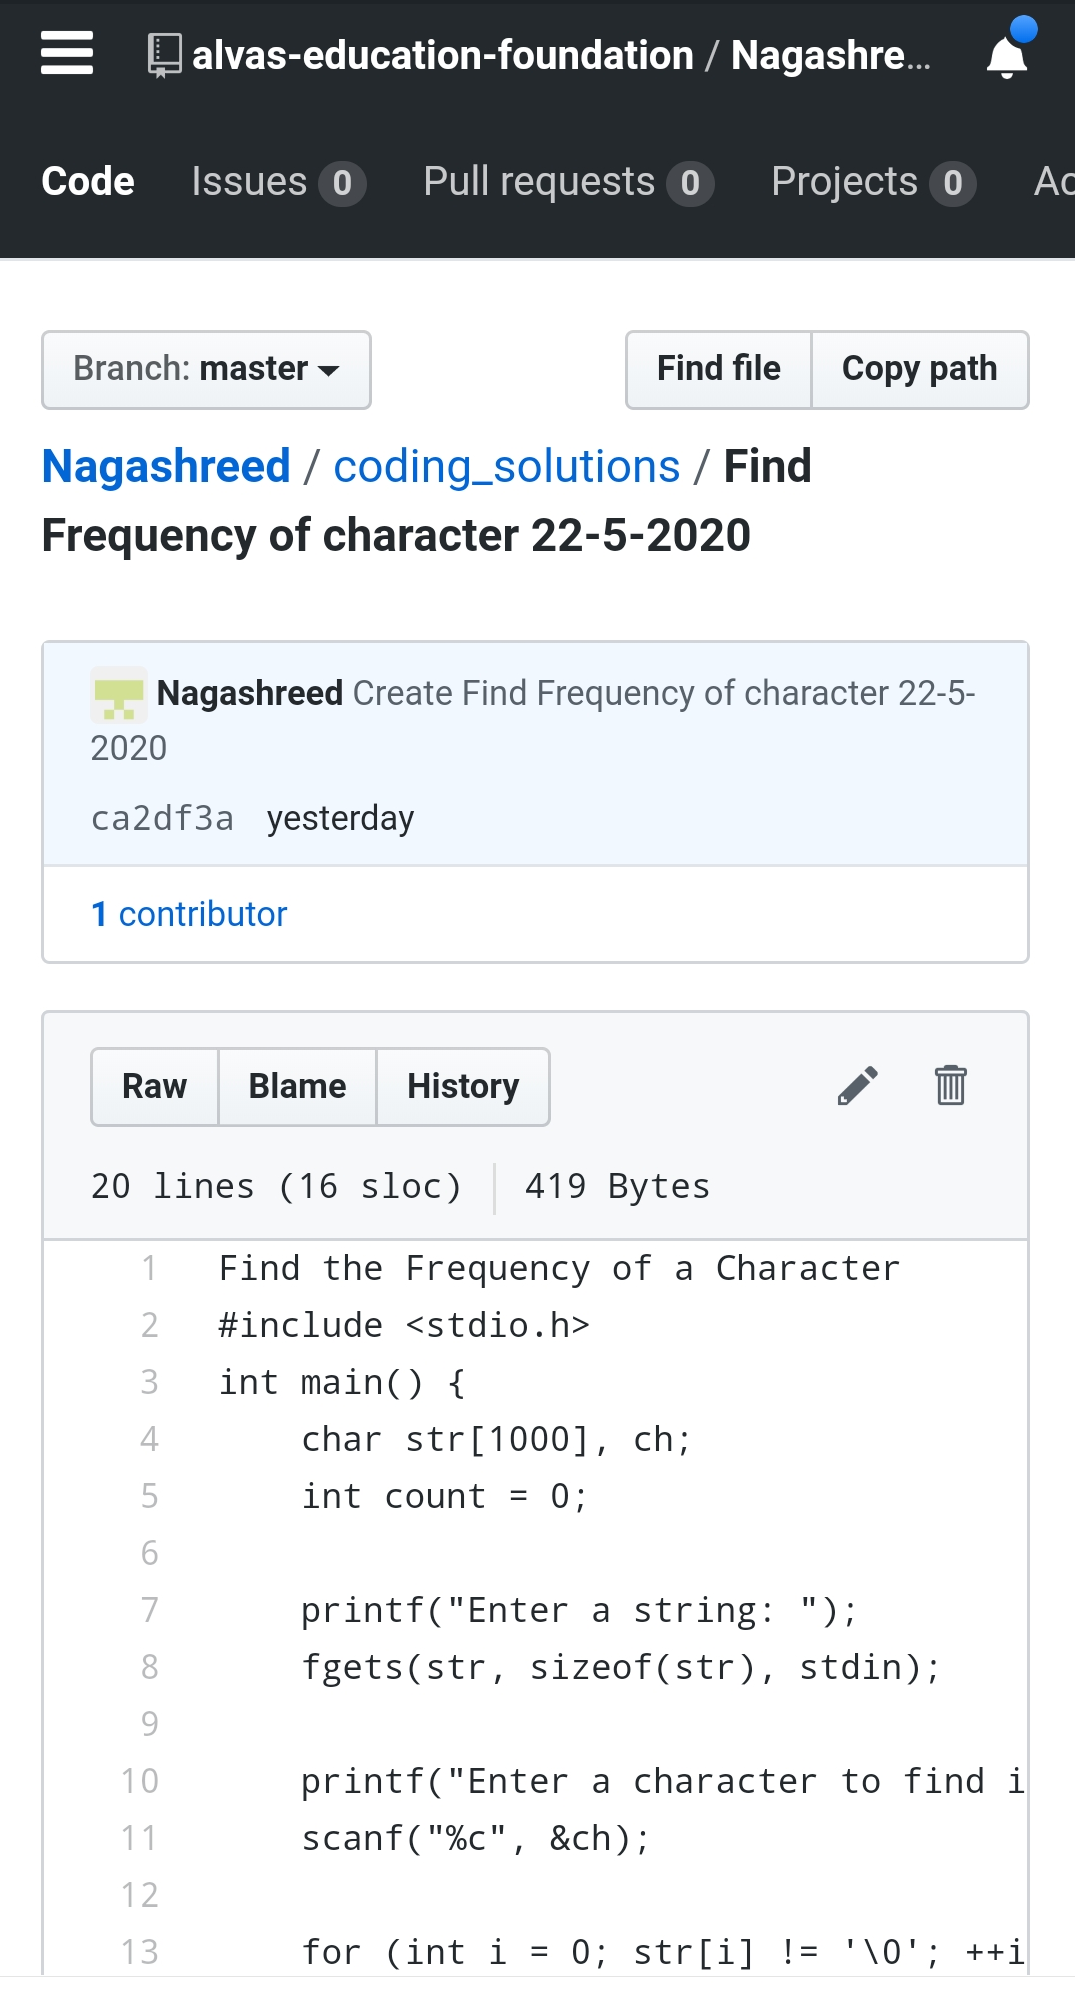 alvas-education-foundation / Nagashre...
Code Issues 0 Pull requests 0 Projects 0 Ac
Branch: master Find file Copy path
Nagashreed / coding_solutions / Find
Frequency of character 22-5-2020
Nagashreed Create Find Frequency of character 22-5-
2020
ca2df3a yesterday
1 contributor
Raw Blame History
20 lines (16 sloc) 419 Bytes
1 Find the Frequency of a Character
2 #include <stdio.h>
3 int main() {
4 char str[1000], ch;
5 int count = 0;
6
7 printf("Enter a string: ");
8 fgets(str, sizeof(str), stdin);
9
10 printf("Enter a character to find i
11 scanf("%c", &ch);
12
13 for (int i = 0; str[i] != '\0'; ++i